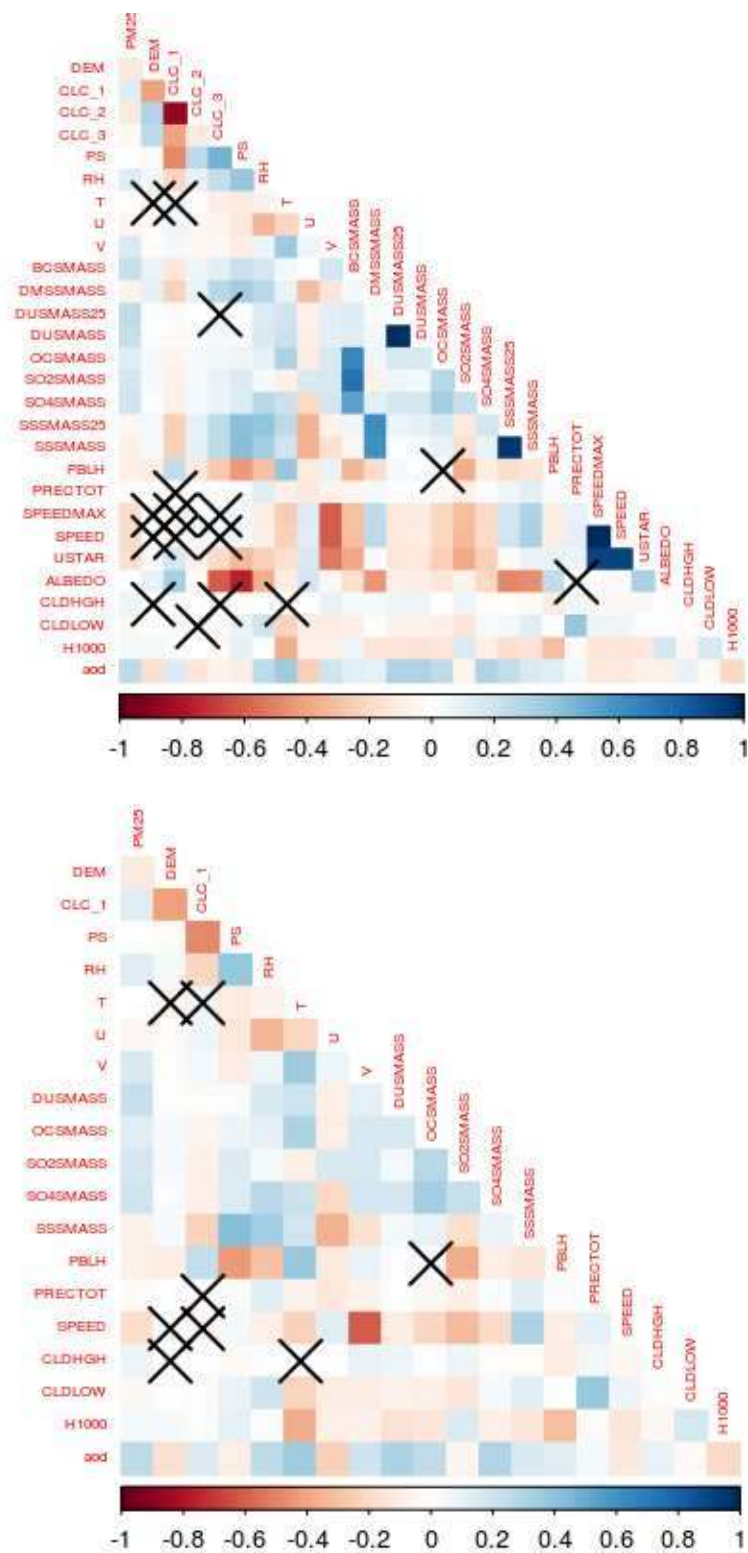 PM25
DEM
DEM
CLC_1
CLC_1
CLC_2
CLC_2
CLC_3
CLC_3
PS
PS
RH
RH
T
T
U
U
V
V
BCSMASS
BCSMASS
DMSSMASS
DMSSMASS
DUSMASS25
DUSMASS25
DUSMASS
DUSMASS
OCSMASS
OCSMASS
SO2SMASS
SO2SMASS
SO4SMASS
SO4SMASS
SSSMASS25
SSSMASS25
SSSMASS
SSSMASS
PBLH
PBLH
PRECTOT
PRECTOT
SPEEDMAX
SPEEDMAX
SPEED
SPEED
USTAR
USTAR
ALBEDO
ALBEDO
CLDHGH
CLDHGH
CLDLOW
CLDLOW
H1000
H1000
aod
-1 -0.8 -0.6 -0.4 -0.2 0 0.2 0.4 0.6 0.8 1
PM25
DEM
DEM
CLC_1
CLC_1
PS
PS
RH
RH
T
T
U
U
V
V
DUSMASS
DUSMASS
OCSMASS
OCSMASS
SO2SMASS
SO2SMASS
SO4SMASS
SO4SMASS
SSSMASS
SSSMASS
PBLH
PBLH
PRECTOT
PRECTOT
SPEED
SPEED
CLDHGH
CLDHGH
CLDLOW
CLDLOW
H1000
H1000
aod
-1 -0.8 -0.6 -0.4 -0.2 0 0.2 0.4 0.6 0.8 1